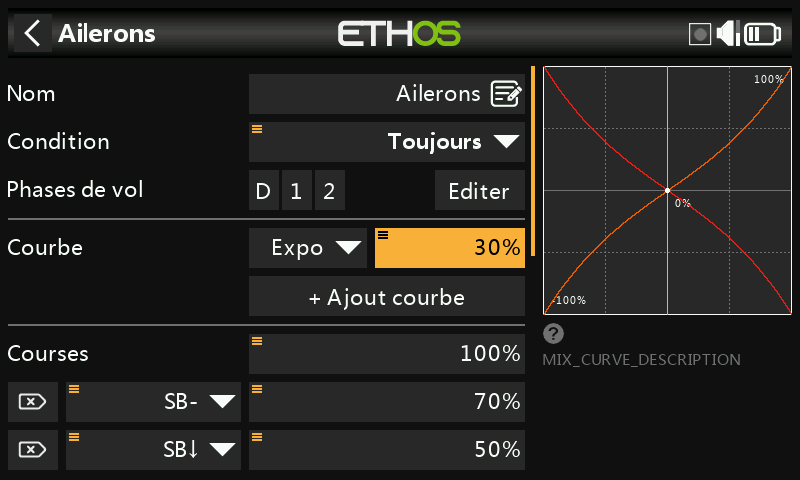 Ailerons
ETHOS
Nom
Ailerons
Condition
Toujours
Phases de vol
D 1 2
Editer
Courbe
Expo
30%
+ Ajout courbe
Courses
100%
SB-
70%
SB↓
50%
100%
0%
-100%
?
MIX_CURVE_DESCRIPTION